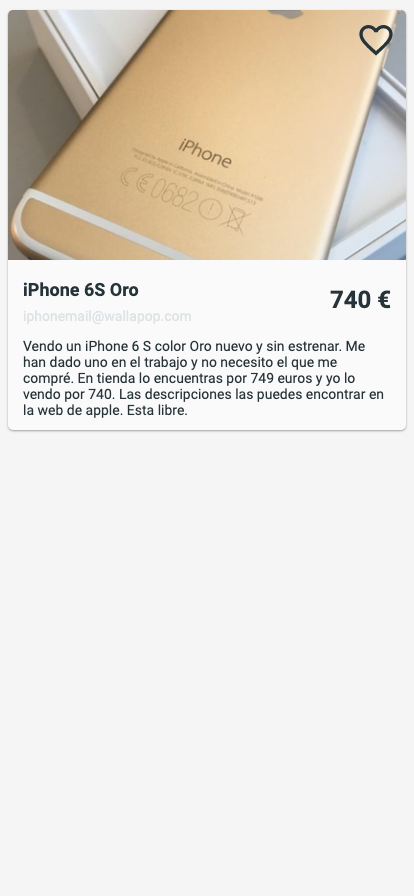 iPhone
0682
iPhone 6S Oro
740 €
iphonemail@wallapop.com
Vendo un iPhone 6 S color Oro nuevo y sin estrenar. Me
han dado uno en el trabajo y no necesito el que me
compré. En tienda lo encuentras por 749 euros y yo lo
vendo por 740. Las descripciones las puedes encontrar en
la web de apple. Esta libre.